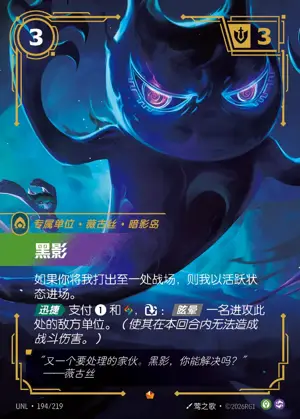 3
3
专属单位・薇古丝・暗影岛
黑影
如果你将我打出至一处战场，则我以活跃状
态进场。
迅捷 支付 1 和 ，： 眩晕 一名进攻此
处的敌方单位。（使其在本回合内无法造成
战斗伤害。）
“又一个要处理的家伙，黑影，你能解决吗？”
——薇古丝
UNL・194/219
莺之歌・©2026RGI